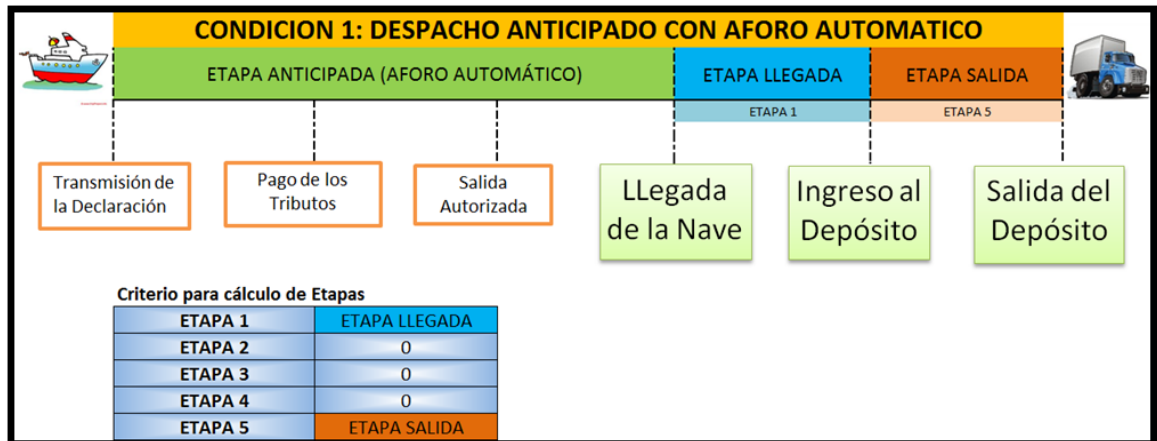 CONDICION 1: DESPACHO ANTICIPADO CON AFORO AUTOMATICO
ETAPA ANTICIPADA (AFORO AUTOMÁTICO)
ETAPA LLEGADA
ETAPA SALIDA
ETAPA 1
ETAPA 5
Transmisión de
la Declaración
Pago de los
Tributos
Salida
Autorizada
LLegada
de la Nave
Ingreso al
Depósito
Salida del
Depósito
Criterio para cálculo de Etapas
ETAPA 1 ETAPA LLEGADA
ETAPA 2 0
ETAPA 3 0
ETAPA 4 0
ETAPA 5 ETAPA SALIDA